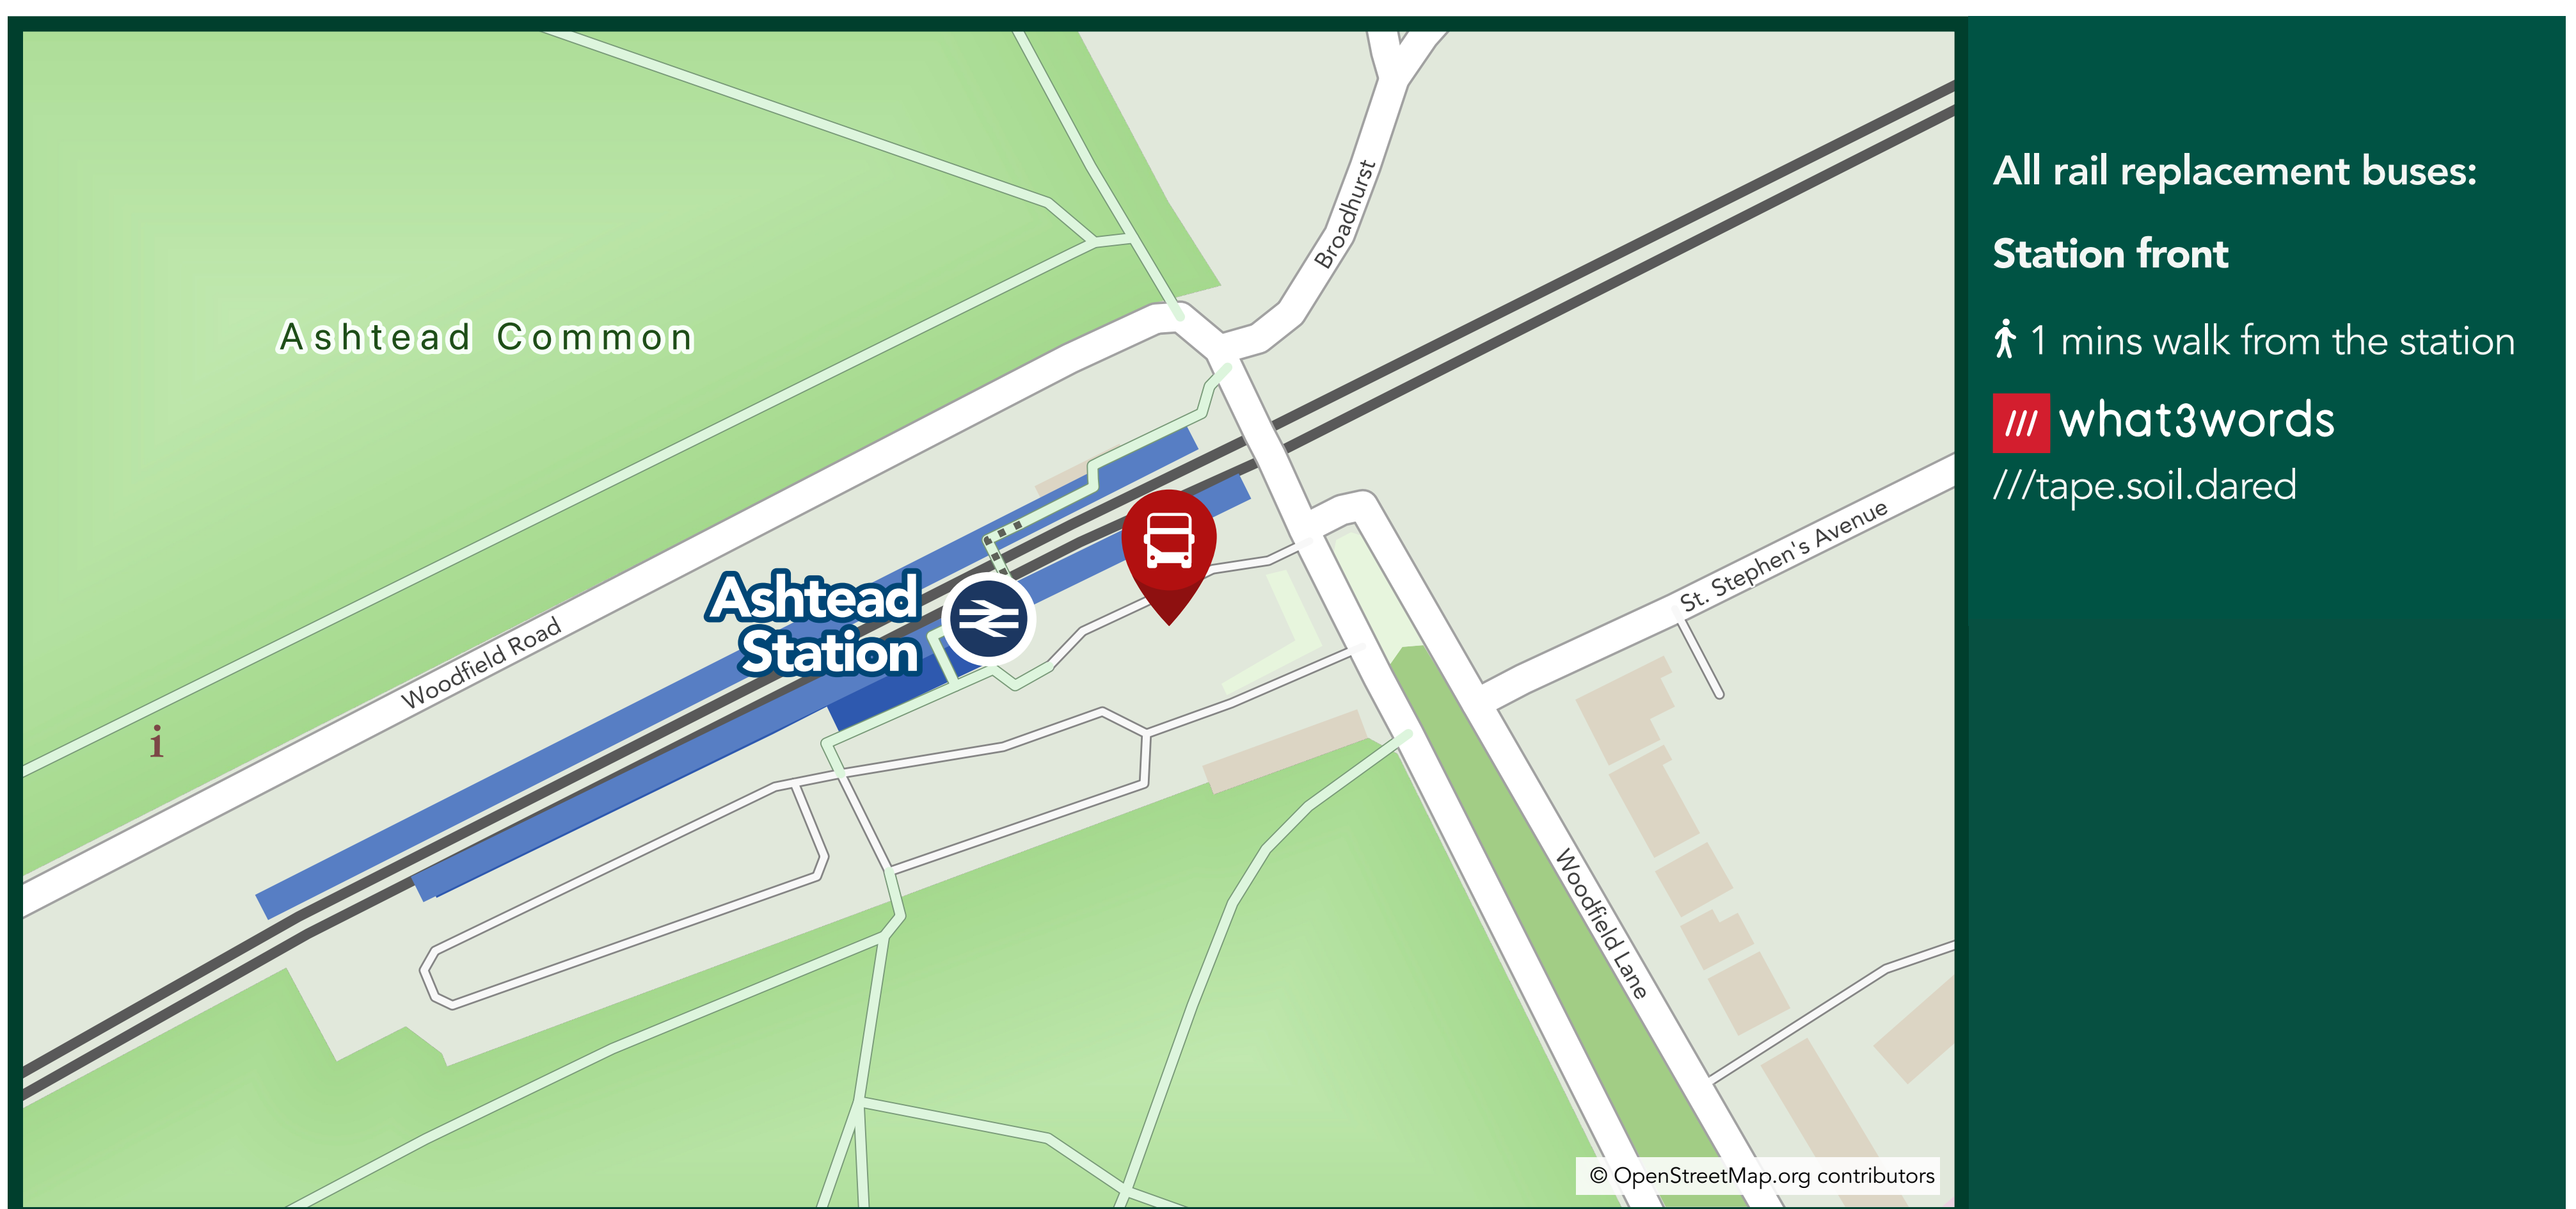 Ashtead Common
Broadhurst
Woodfield Road
Ashtead
Station
St. Stephen's Avenue
Woodfield Lane
i
© OpenStreetMap.org contributors
All rail replacement buses:
Station front
1 mins walk from the station
/// what3words
///tape.soil.dared